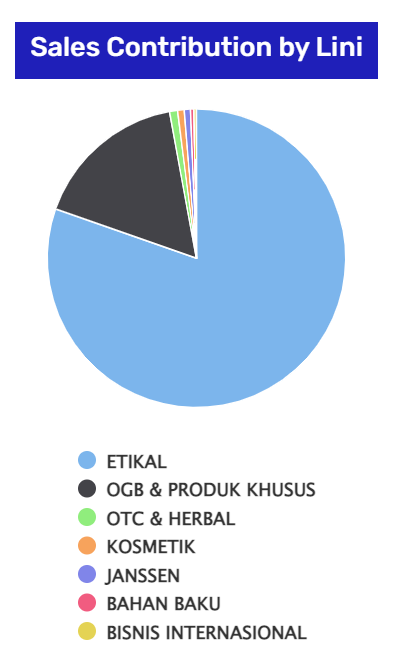 Sales Contribution by Lini
ETIKAL
OGB & PRODUK KHUSUS
OTC & HERBAL
KOSMETIK
JANSSEN
BAHAN BAKU
BISNIS INTERNASIONAL